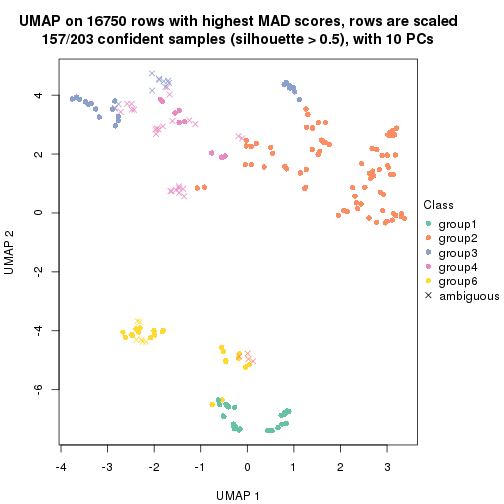 UMAP on 16750 rows with highest MAD scores, rows are scaled
157/203 confident samples (silhouette > 0.5), with 10 PCs
4
2
0
-2
-4
-6
UMAP 2
-4 -3 -2 -1 0 1 2 3
UMAP 1
Class
group1
group2
group3
group4
group6
ambiguous